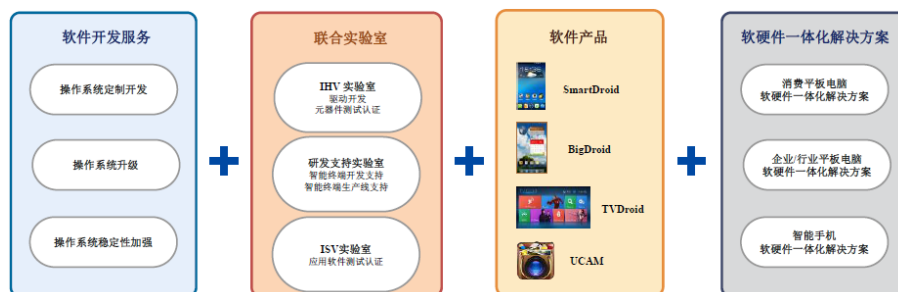 软件开发服务
操作系统定制开发
操作系统升级
操作系统稳定性加强
联合实验室
IHV 实验室
驱动开发
元器件测试认证
研发支持实验室
智能终端开发支持
智能终端生产线支持
ISV实验室
应用软件测试认证
软件产品
SmartDroid
BigDroid
TVDroid
UCAM
软硬件一体化解决方案
消费平板电脑
软硬件一体化解决方案
企业/行业平板电脑
软硬件一体化解决方案
智能手机
软硬件一体化解决方案